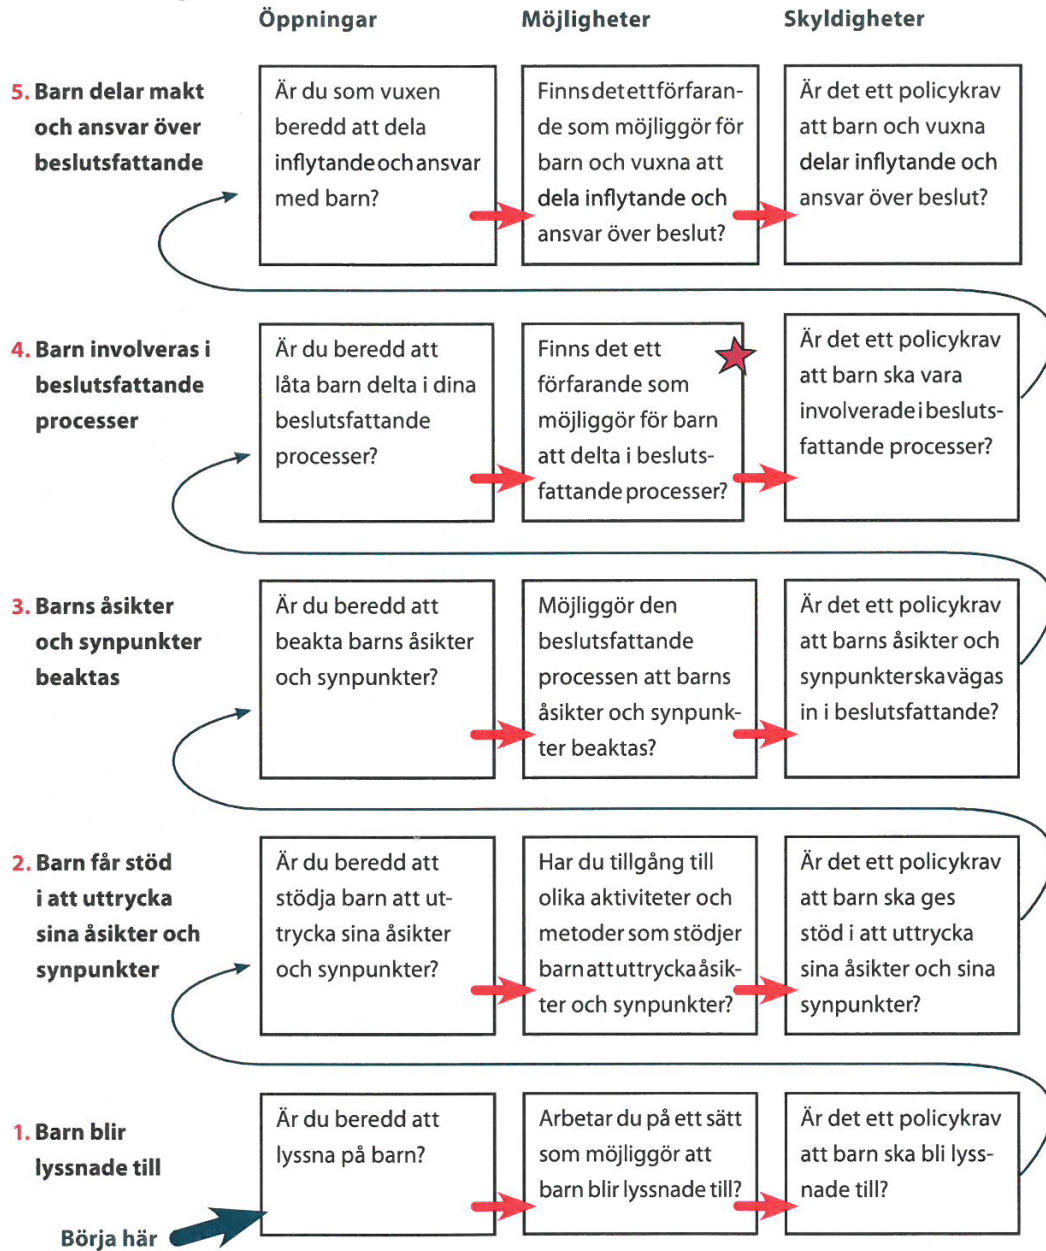 Öppningar
Möjligheter
Skyldigheter
5. Barn delar makt
och ansvar över
beslutsfattande
Är du som vuxen
beredd att dela
inflytande och ansvar
med barn?
Finns det ett förfaran-
de som möjliggör för
barn och vuxna att
dela inflytande och
ansvar över beslut?
Är det ett policykrav
att barn och vuxna
delar inflytande och
ansvar över beslut?
4. Barn involveras i
beslutsfattande
processer
Är du beredd att
låta barn delta i dina
beslutsfattande
processer?
Finns det ett
förfarande som
möjliggör för barn
att delta i besluts-
fattande processer?
Är det ett policykrav
att barn ska vara
involverade i besluts-
fattande processer?
3. Barns åsikter
och synpunkter
beaktas
Är du beredd att
beakta barns åsikter
och synpunkter?
Möjliggör den
beslutsfattande
processen att barns
åsikter och synpunk-
ter beaktas?
Är det ett policykrav
att barns åsikter och
synpunkter ska vägas
in i beslutsfattande?
2. Barn får stöd
i att uttrycka
sina åsikter och
synpunkter
Är du beredd att
stödja barn att ut-
trycka sina åsikter
och synpunkter?
Har du tillgång till
olika aktiviteter och
metoder som stödjer
barn att uttrycka åsik-
ter och synpunkter?
Är det ett policykrav
att barn ska ges
stöd i att uttrycka
sina åsikter och sina
synpunkter?
1. Barn blir
lyssnade till
Är du beredd att
lyssna på barn?
Arbetar du på ett sätt
som möjliggör att
barn blir lyssnade till?
Är det ett policykrav
att barn ska bli lyss-
nade till?
Börja här